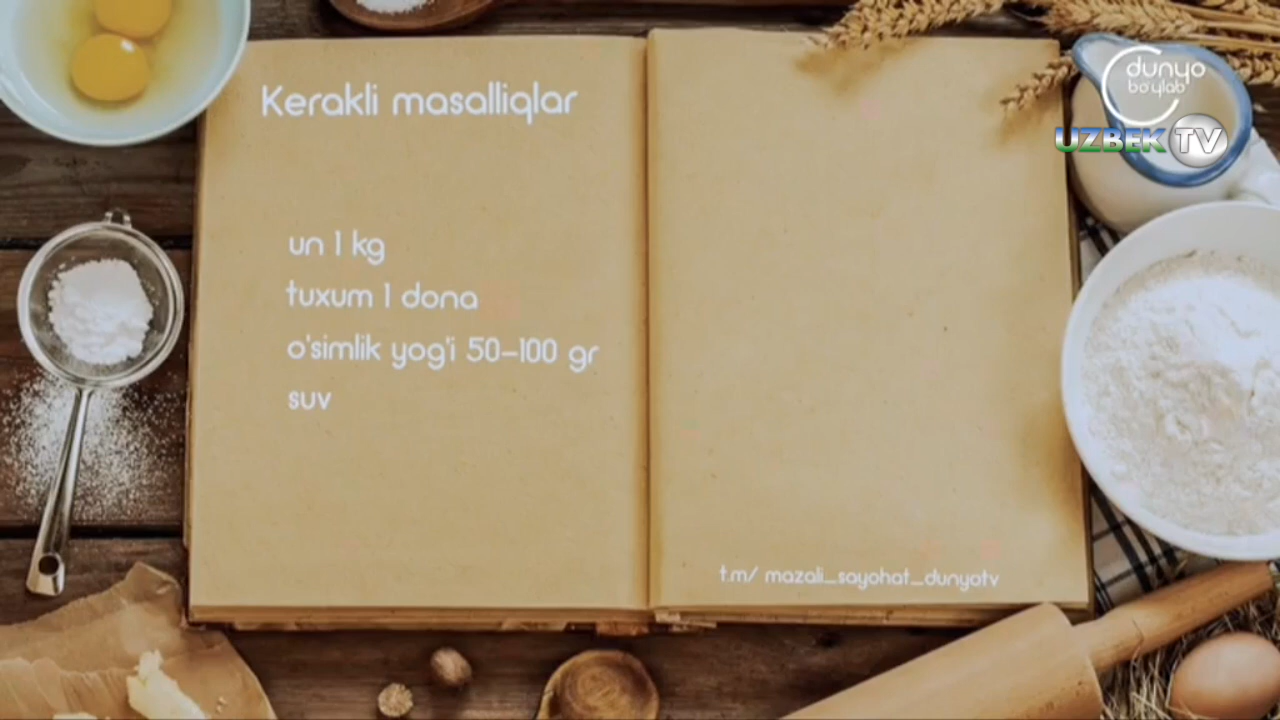 Kerakli masalliqlar
un 1 kg
tuxum 1 dona
o'simlik yog'i 50-100 gr
suv
t.m/ mazali_sayohat_dunyotv
dunyo
bo'ylab
UZBEK TV